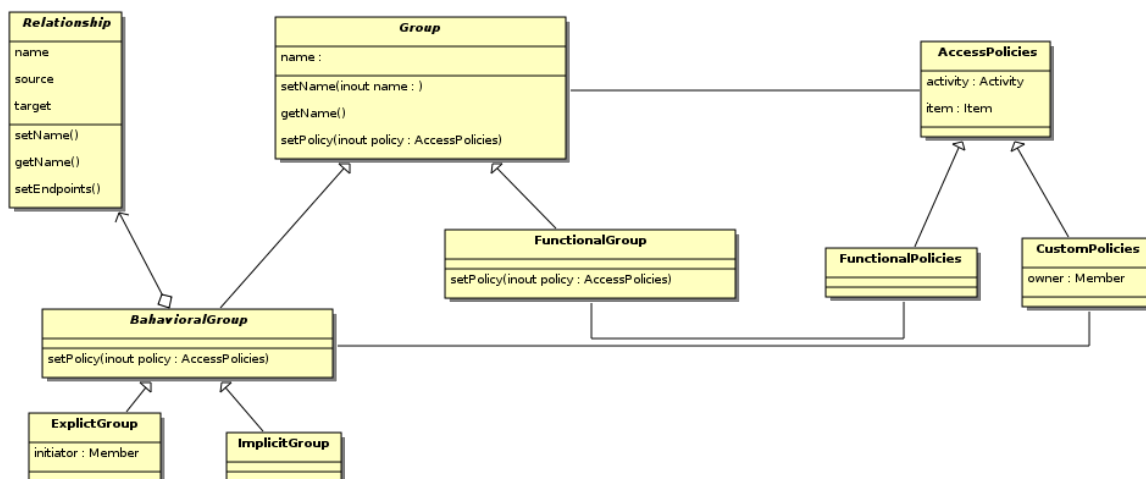 Relationship
name
source
target
setName()
getName()
setEndpoints()
Group
name :
setName(inout name : )
getName()
setPolicy(inout policy : AccessPolicies)
AccessPolicies
activity : Activity
item : Item
FunctionalGroup
setPolicy(inout policy : AccessPolicies)
FunctionalPolicies
CustomPolicies
owner : Member
BahavioralGroup
setPolicy(inout policy : AccessPolicies)
ExplictGroup
initiator : Member
ImplicitGroup